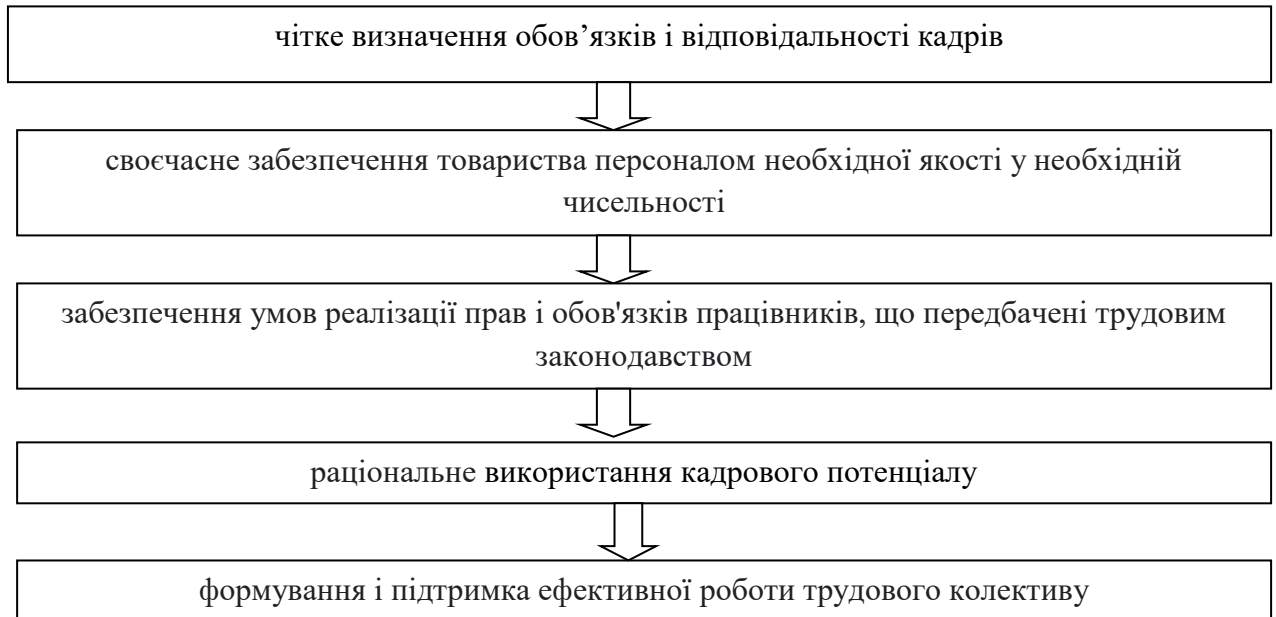 чітке визначення обов’язків і відповідальності кадрів
своєчасне забезпечення товариства персоналом необхідної якості у необхідній
чисельності
забезпечення умов реалізації прав і обов'язків працівників, що передбачені трудовим
законодавством
раціональне використання кадрового потенціалу
формування і підтримка ефективної роботи трудового колективу